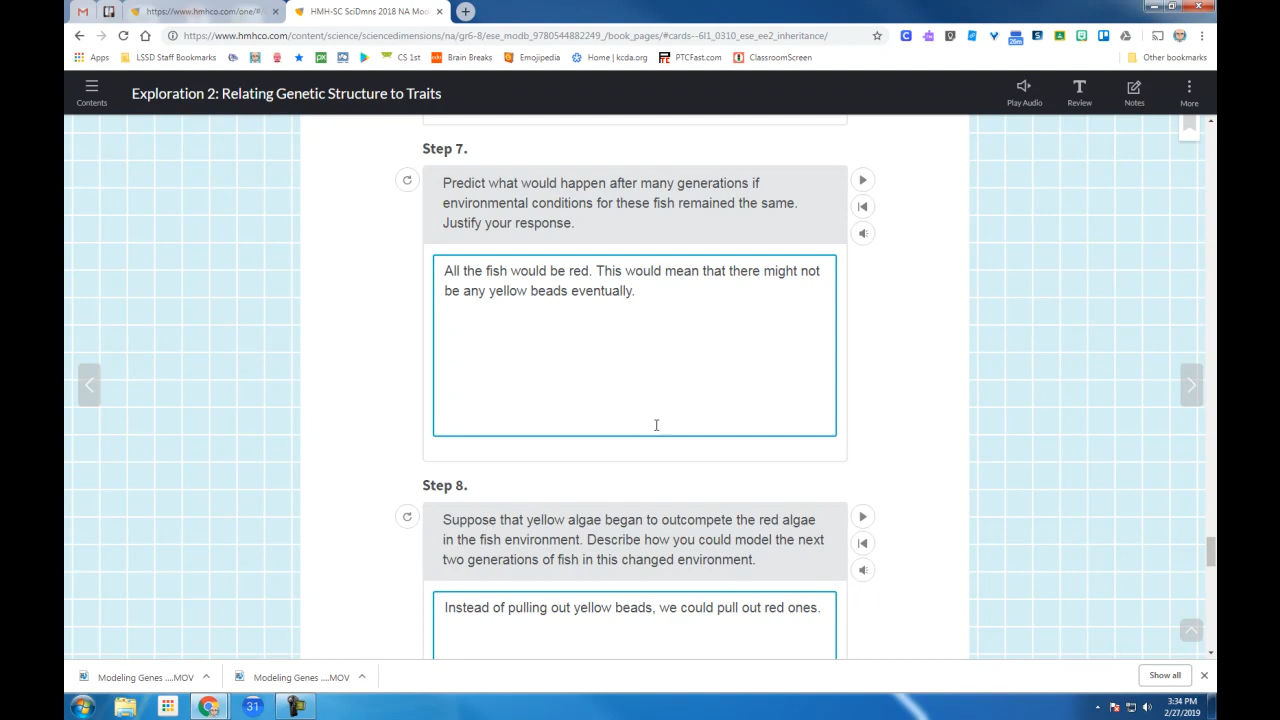 https://www.hmhco.com/one/#/
HMH-SC SciDmns 2018 NA Mod
https://www.hmhco.com/content/science/sciencedimensions/na/gr6-8/ese_modb_9780544882249_/book_pages/#cards--6l1_0310_ese_ee2_inheritance/
Apps
LSSD Staff Bookmarks
CS 1st
Brain Breaks
Emojipedia
Home | kcda.org
PTCFast.com
ClassroomScreen
Other bookmarks
Contents
Exploration 2: Relating Genetic Structure to Traits
Play Audio
Review
Notes
More
Step 7.
Predict what would happen after many generations if
environmental conditions for these fish remained the same.
Justify your response.
All the fish would be red. This would mean that there might not
be any yellow beads eventually.
Step 8.
Suppose that yellow algae began to outcompete the red algae
in the fish environment. Describe how you could model the next
two generations of fish in this changed environment.
Instead of pulling out yellow beads, we could pull out red ones.
Modeling Genes ....MOV
Modeling Genes ....MOV
Show all
31
3:34 PM
2/27/2019